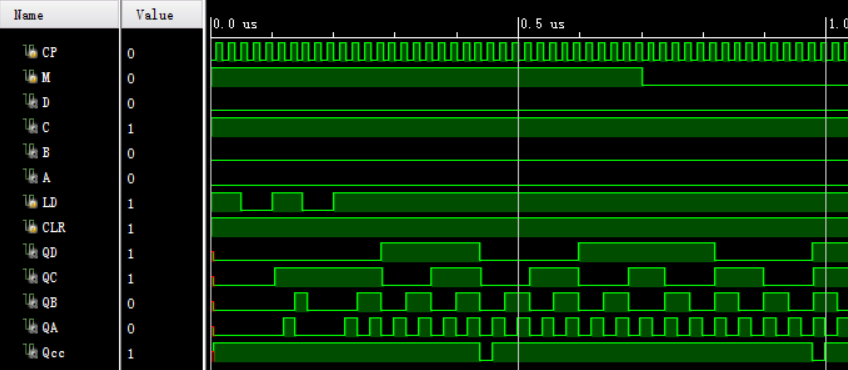 Name Value
0.0 us 0.5 us 1.0
CP 0
M 0
D 0
C 1
B 0
A 0
LD 1
CLR 1
QD 1
QC 1
QB 0
QA 0
Qcc 1